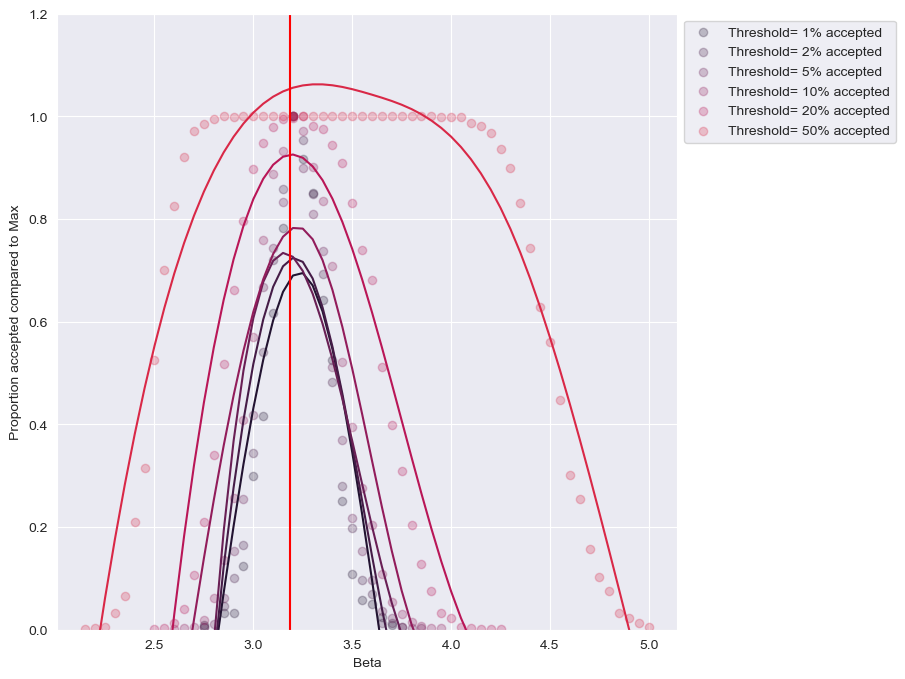 1.2
1.0
0.8
0.6
0.4
0.2
0.0
Proportion accepted compared to Max
2.5 3.0 3.5 4.0 4.5 5.0
Beta
Threshold= 1% accepted
Threshold= 2% accepted
Threshold= 5% accepted
Threshold= 10% accepted
Threshold= 20% accepted
Threshold= 50% accepted